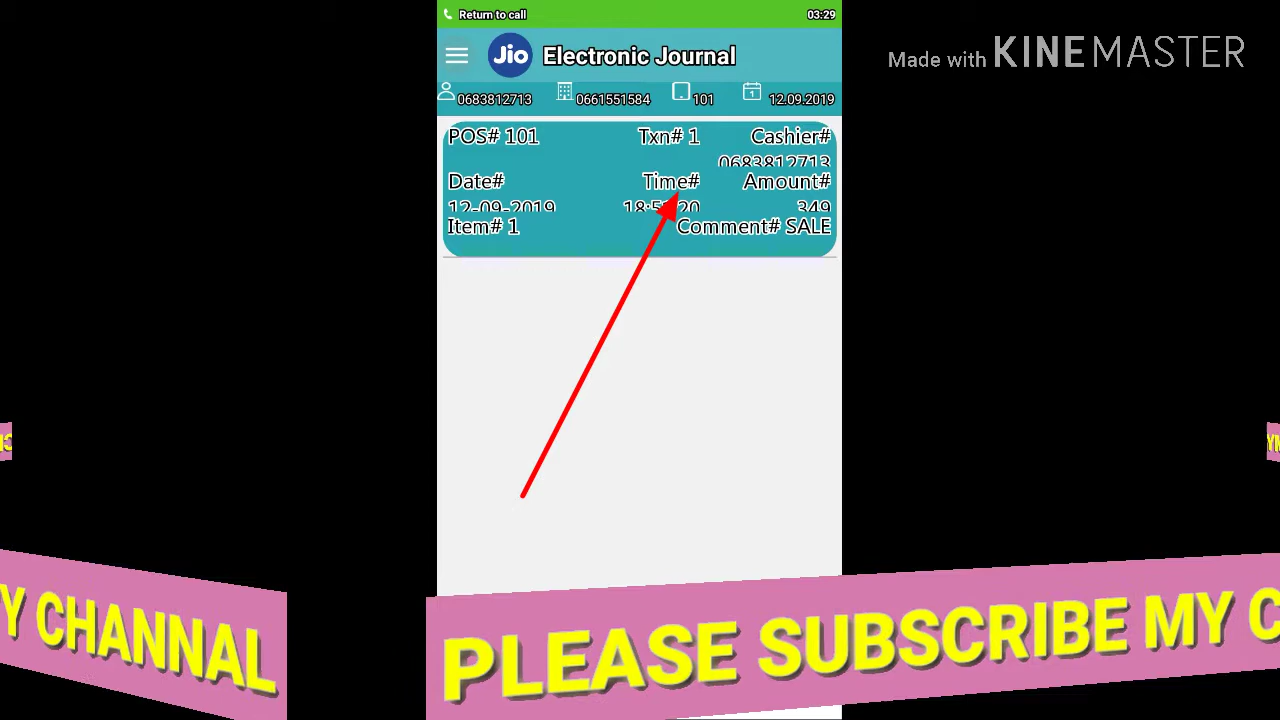 Return to call
03:29
Made with KINEMASTER
Jio Electronic Journal
0683812713 0661551584 101 1 12.09.2019
POS# 101 Txn# 1 Cashier#
0683812713
Date# Time# Amount#
12-09-2019 349
Item# 1 Comment# SALE
Y CHANNAL
PLEASE SUBSCRIBE MY C